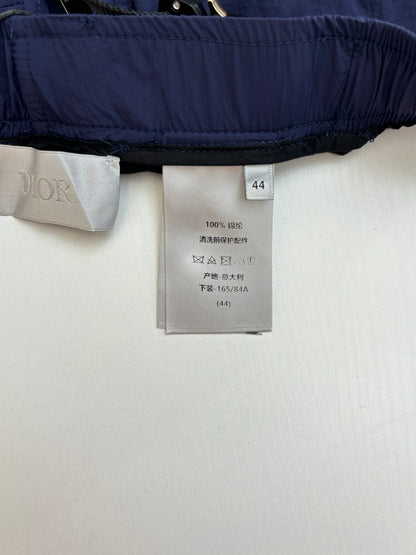 DIOR
44
100% 锦纶
清洗前保护配件
产地-意大利
下装-165/84A
(44)